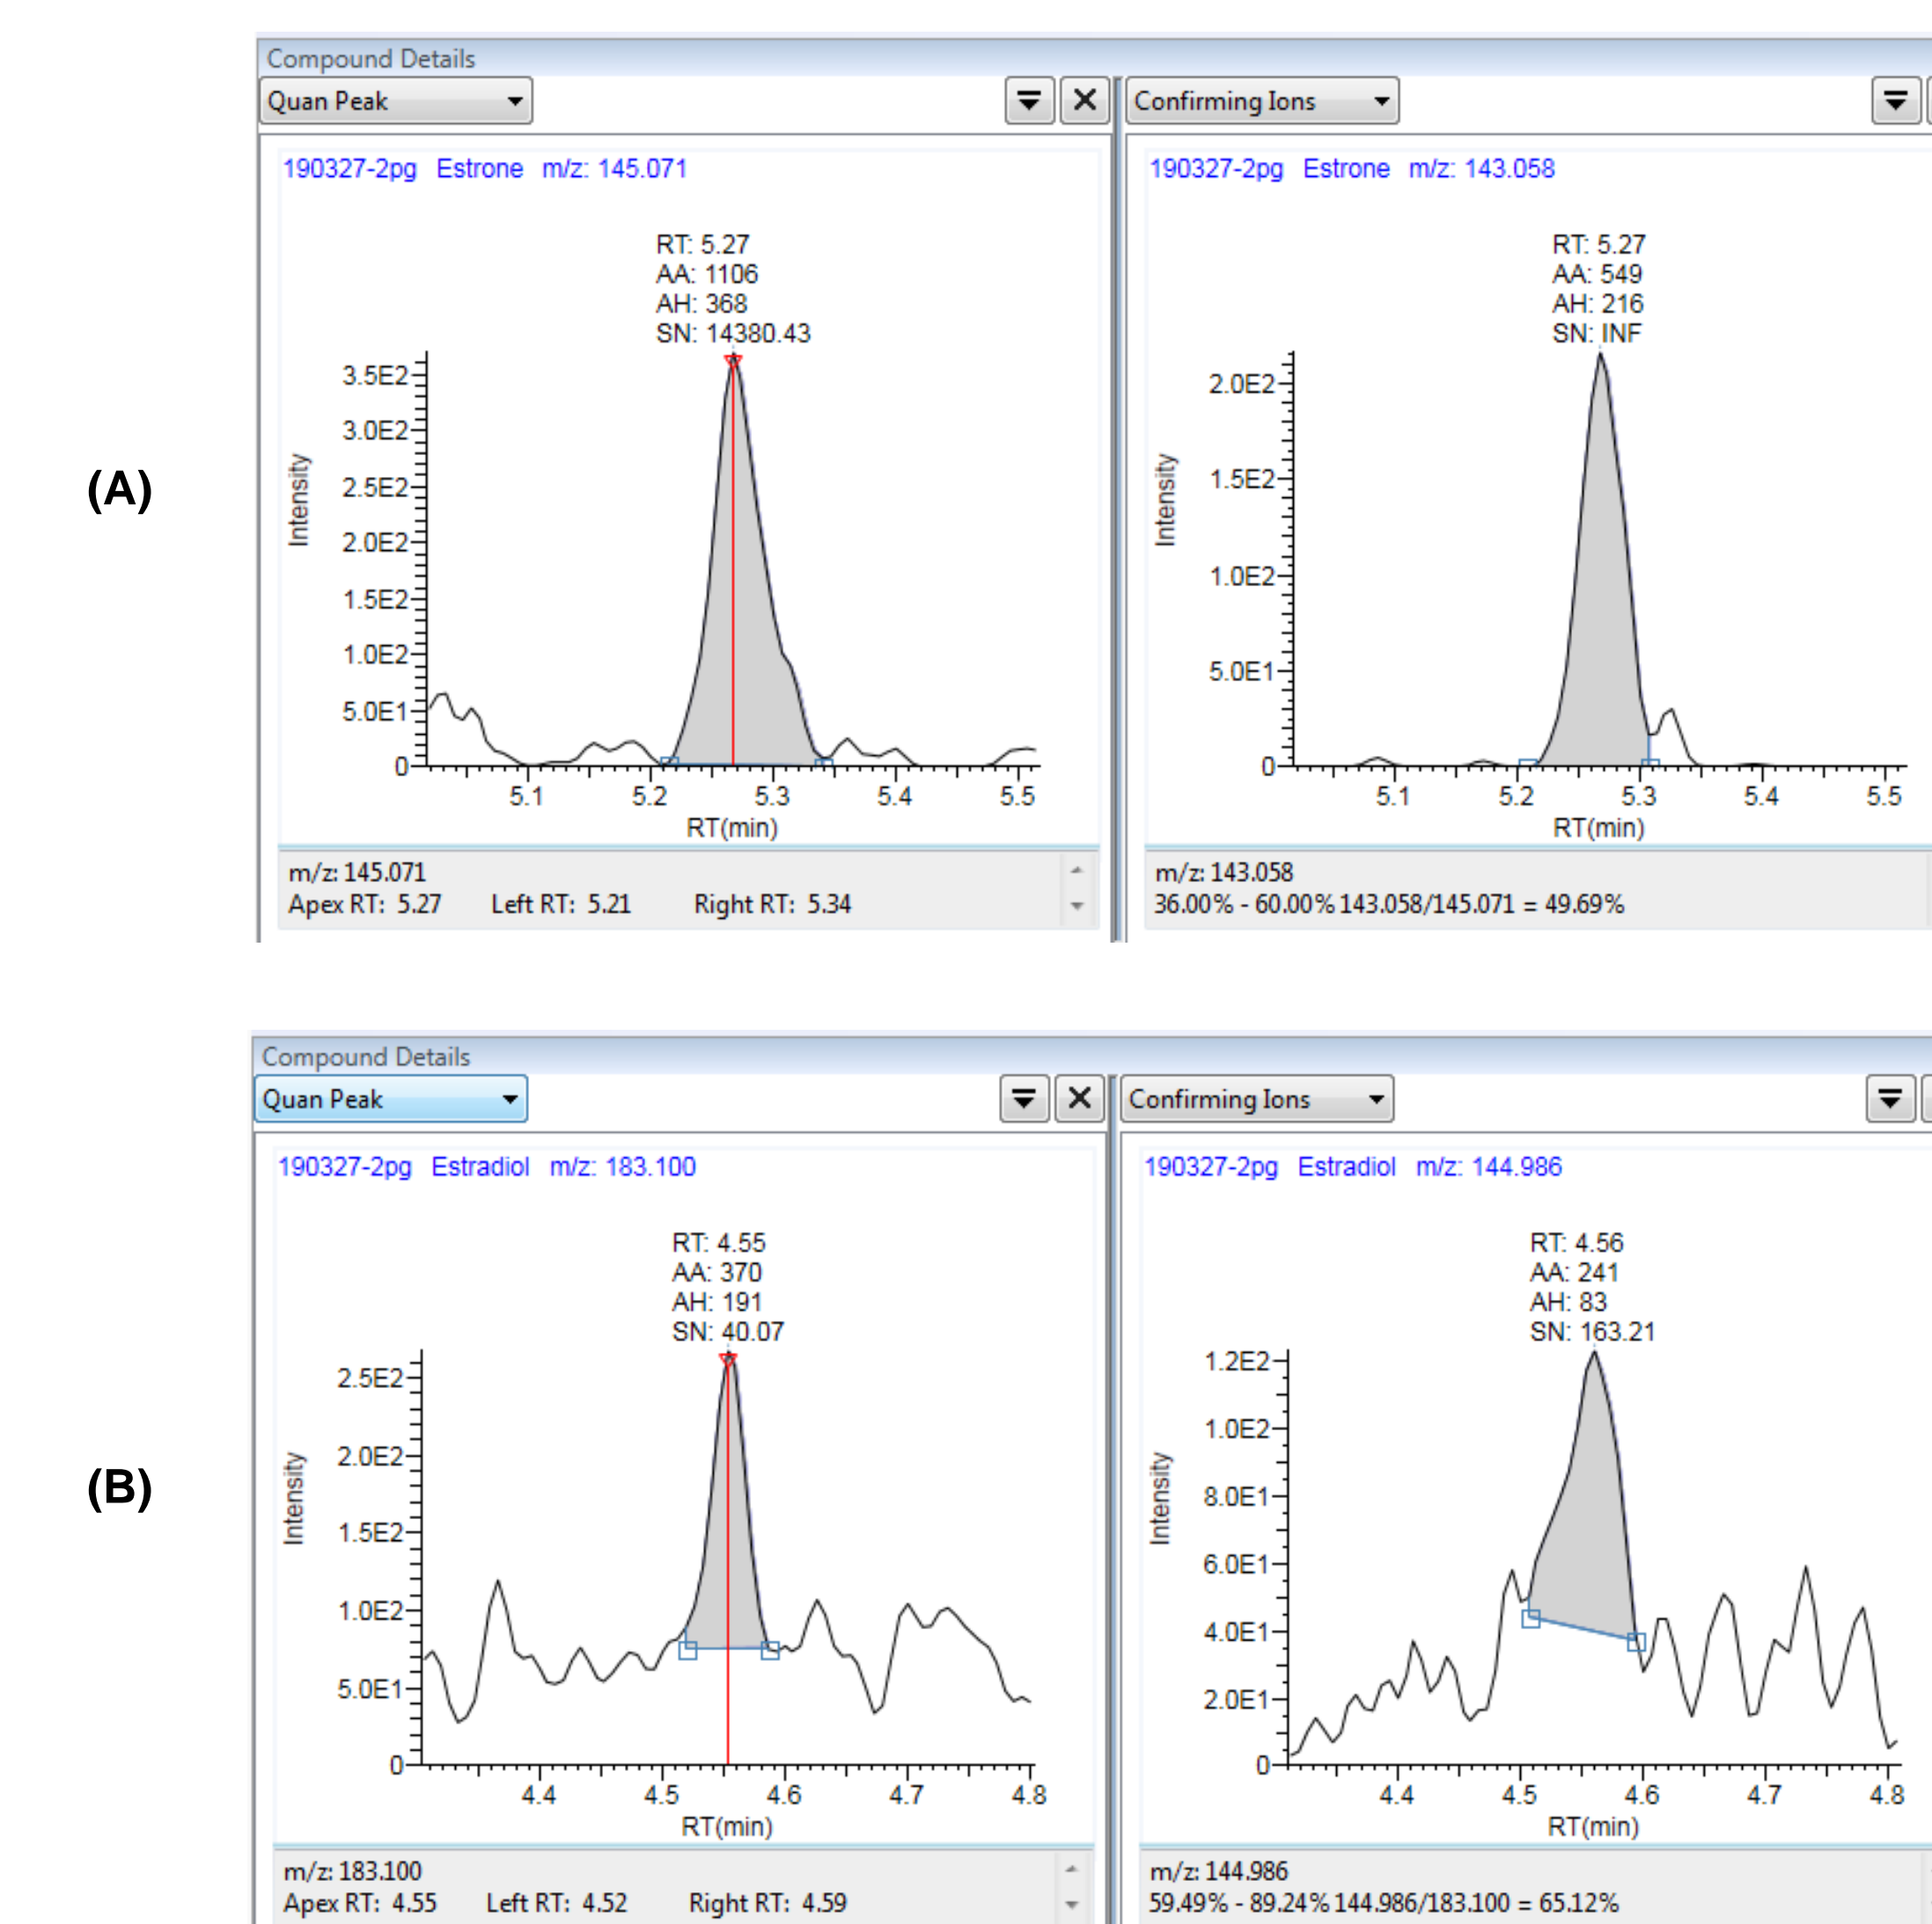 (A)
Compound Details
Quan Peak
190327-2pg Estrone m/z: 145.071
RT: 5.27
AA: 1106
AH: 368
SN: 14380.43
Intensity
3.5E2
3.0E2
2.5E2
2.0E2
1.5E2
1.0E2
5.0E1
0
5.1 5.2 5.3 5.4 5.5
RT(min)
m/z: 145.071
Apex RT: 5.27 Left RT: 5.21 Right RT: 5.34
Confirming Ions
190327-2pg Estrone m/z: 143.058
RT: 5.27
AA: 549
AH: 216
SN: INF
Intensity
2.0E2
1.5E2
1.0E2
5.0E1
0
5.1 5.2 5.3 5.4 5.5
RT(min)
m/z: 143.058
36.00% - 60.00% 143.058/145.071 = 49.69%
(B)
Compound Details
Quan Peak
190327-2pg Estradiol m/z: 183.100
RT: 4.55
AA: 370
AH: 191
SN: 40.07
Intensity
2.5E2
2.0E2
1.5E2
1.0E2
5.0E1
0
4.4 4.5 4.6 4.7 4.8
RT(min)
m/z: 183.100
Apex RT: 4.55 Left RT: 4.52 Right RT: 4.59
Confirming Ions
190327-2pg Estradiol m/z: 144.986
RT: 4.56
AA: 241
AH: 83
SN: 163.21
Intensity
1.2E2
1.0E2
8.0E1
6.0E1
4.0E1
2.0E1
0
4.4 4.5 4.6 4.7 4.8
RT(min)
m/z: 144.986
59.49% - 89.24% 144.986/183.100 = 65.12%